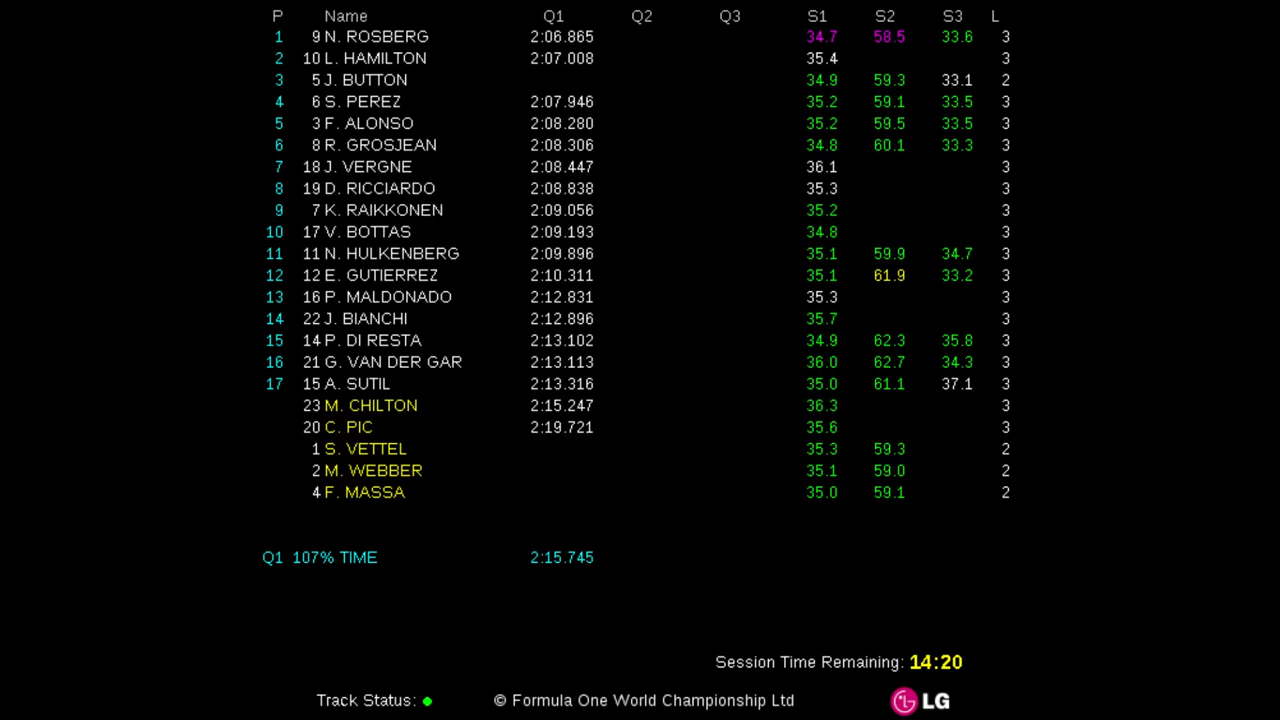 P Name Q1 Q2 Q3 S1 S2 S3 L
1 9 N. ROSBERG 2:06.865 34.7 58.5 33.6 3
2 10 L. HAMILTON 2:07.008 35.4 3
3 5 J. BUTTON 34.9 59.3 33.1 2
4 6 S. PEREZ 2:07.946 35.2 59.1 33.5 3
5 3 F. ALONSO 2:08.280 35.2 59.5 33.5 3
6 8 R. GROSJEAN 2:08.306 34.8 60.1 33.3 3
7 18 J. VERGNE 2:08.447 36.1 3
8 19 D. RICCIARDO 2:08.838 35.3 3
9 7 K. RAIKKONEN 2:09.056 35.2 3
10 17 V. BOTTAS 2:09.193 34.8 3
11 11 N. HULKENBERG 2:09.896 35.1 59.9 34.7 3
12 12 E. GUTIERREZ 2:10.311 35.1 61.9 33.2 3
13 16 P. MALDONADO 2:12.831 35.3 3
14 22 J. BIANCHI 2:12.896 35.7 3
15 14 P. DI RESTA 2:13.102 34.9 62.3 35.8 3
16 21 G. VAN DER GAR 2:13.113 36.0 62.7 34.3 3
17 15 A. SUTIL 2:13.316 35.0 61.1 37.1 3
23 M. CHILTON 2:15.247 36.3 3
20 C. PIC 2:19.721 35.6 3
1 S. VETTEL 35.3 59.3 2
2 M. WEBBER 35.1 59.0 2
4 F. MASSA 35.0 59.1 2
Q1 107% TIME 2:15.745
Session Time Remaining: 14:20
Track Status: © Formula One World Championship Ltd LG